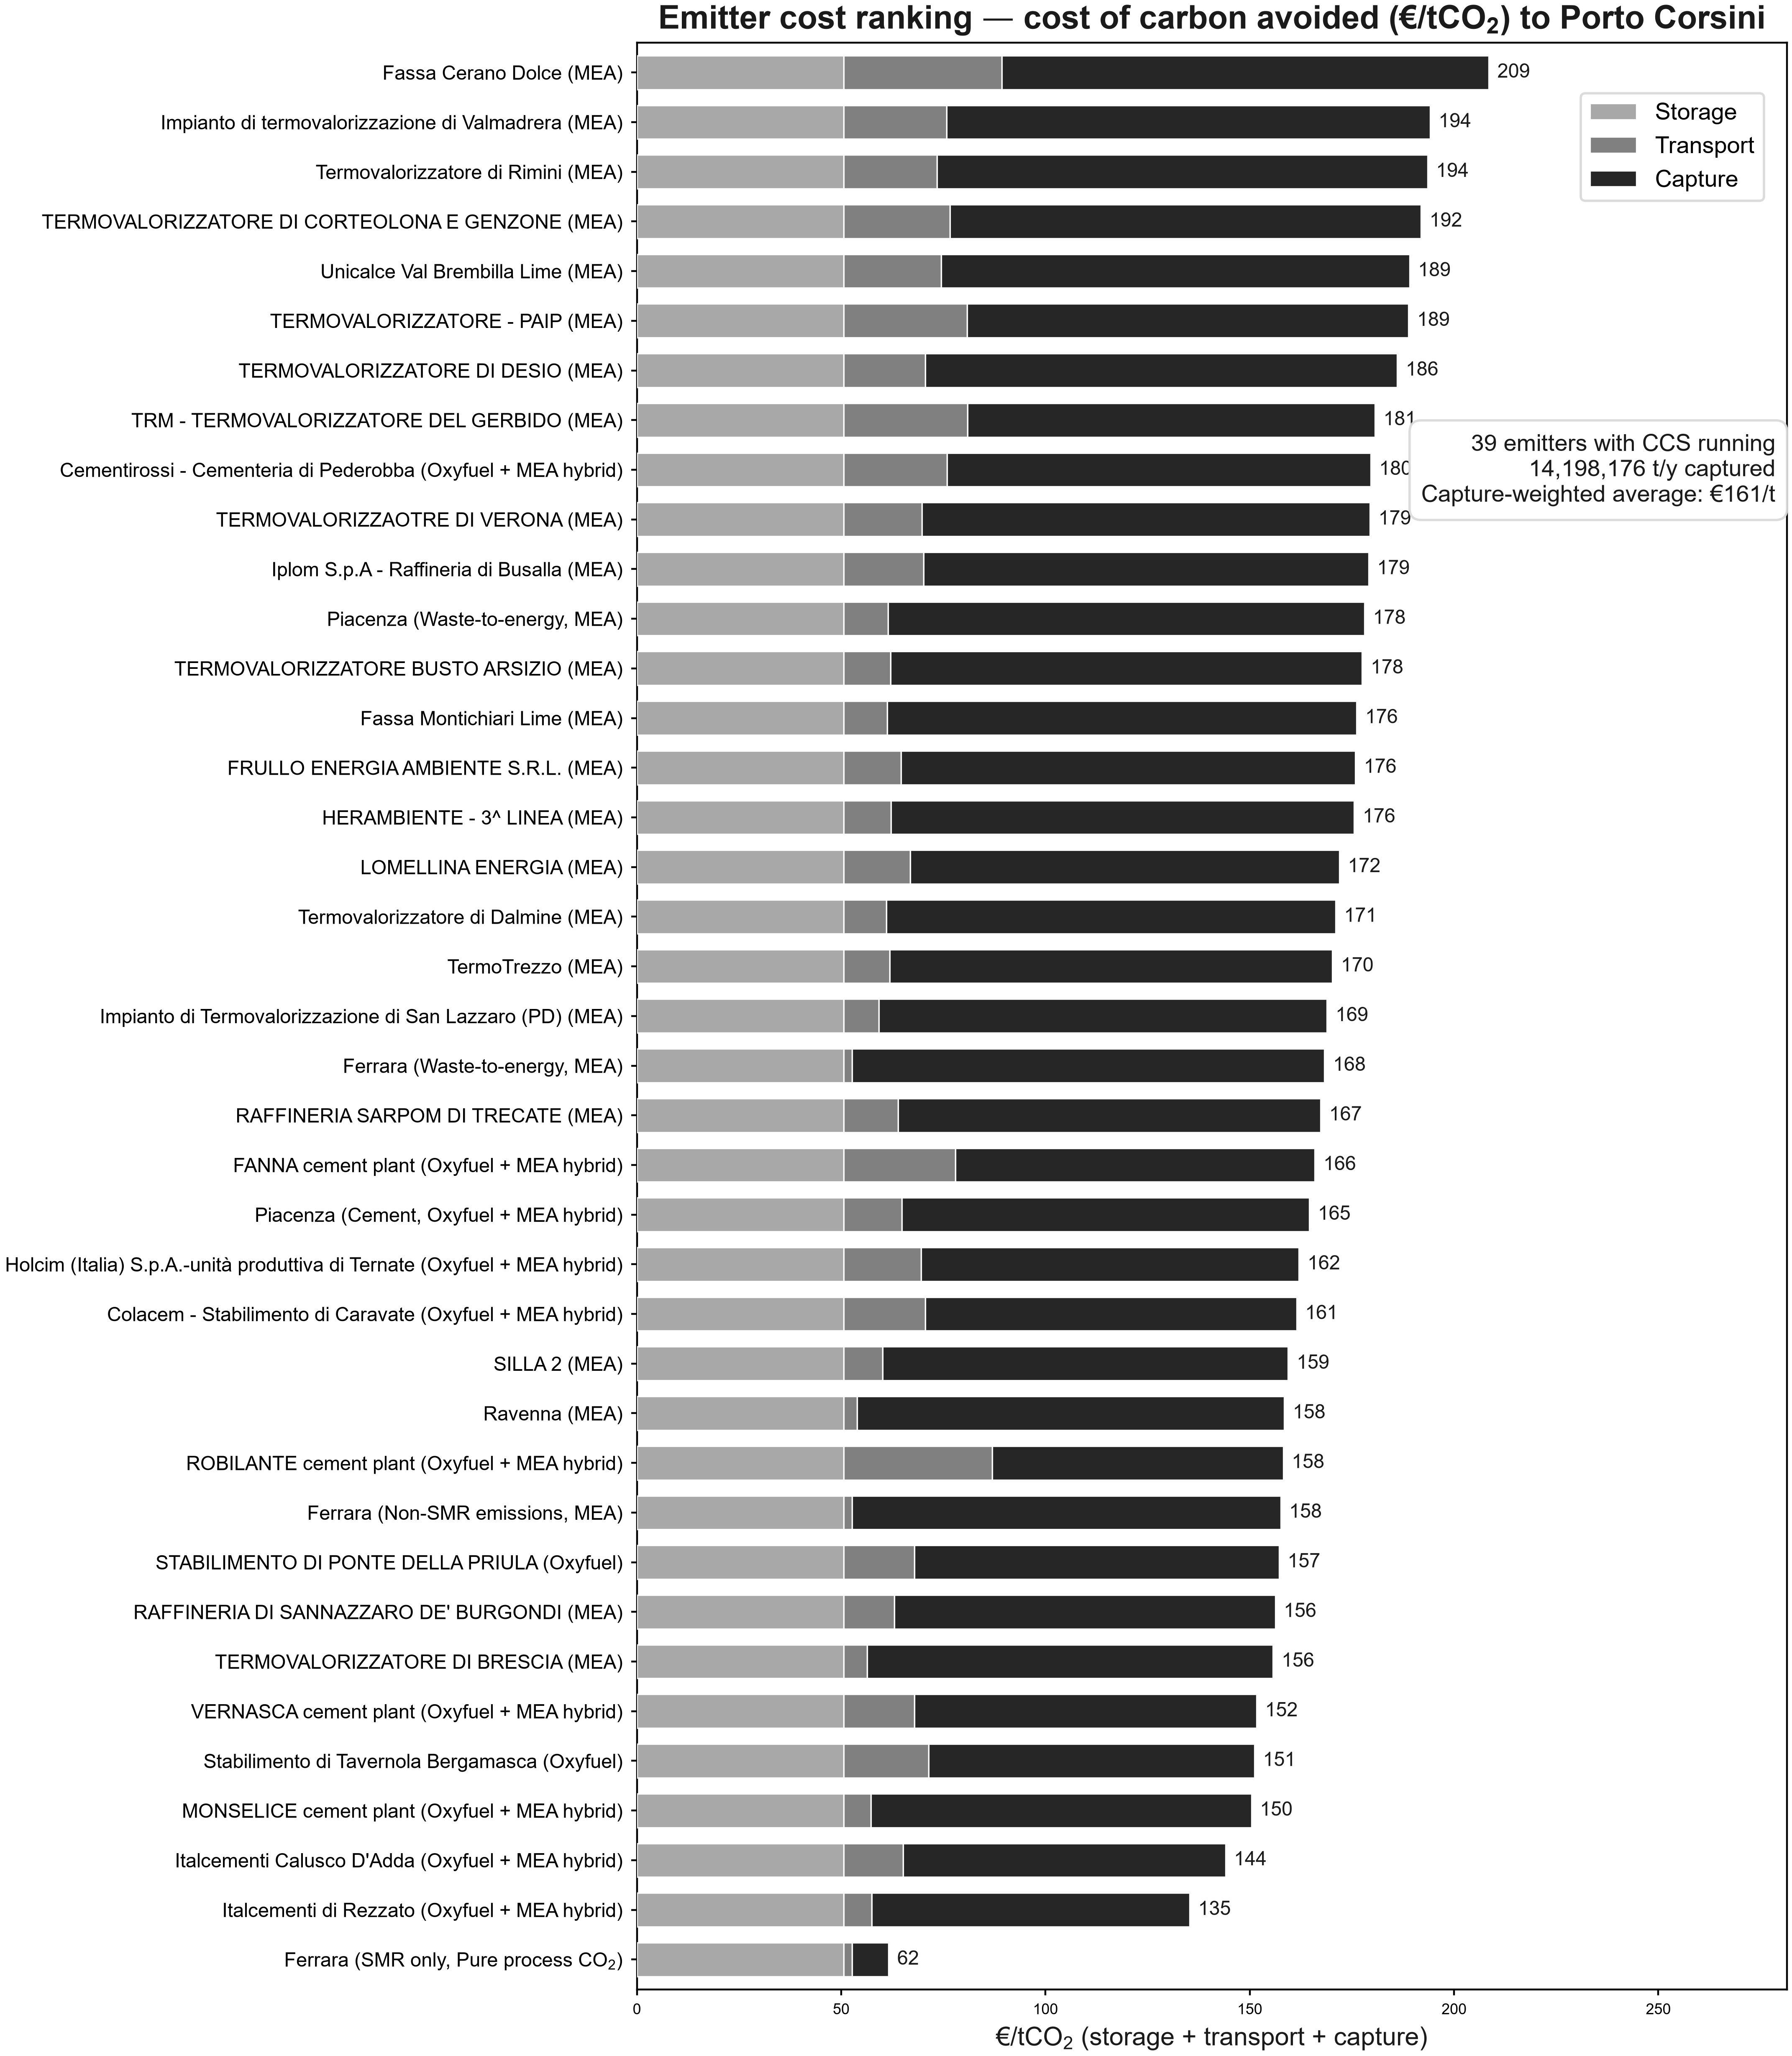 Emitter cost ranking — cost of carbon avoided (€/tCO₂) to Porto Corsini
Fassa Cerano Dolce (MEA) 209
Storage
Impianto di termovalorizzazione di Valmadrera (MEA) 194
Transport
Termovalorizzatore di Rimini (MEA) 194
Capture
TERMOVALORIZZATORE DI CORTEOLONA E GENZONE (MEA) 192
Unicalce Val Brembilla Lime (MEA) 189
TERMOVALORIZZATORE - PAIP (MEA) 189
TERMOVALORIZZATORE DI DESIO (MEA) 186
TRM - TERMOVALORIZZATORE DEL GERBIDO (MEA) 181
39 emitters with CCS running
14,198,176 t/y captured
Capture-weighted average: €161/t
Cementirossi - Cementeria di Pederobba (Oxyfuel + MEA hybrid) 180
TERMOVALORIZZAOTRE DI VERONA (MEA) 179
Iplom S.p.A - Raffineria di Busalla (MEA) 179
Piacenza (Waste-to-energy, MEA) 178
TERMOVALORIZZATORE BUSTO ARSIZIO (MEA) 178
Fassa Montichiari Lime (MEA) 176
FRULLO ENERGIA AMBIENTE S.R.L. (MEA) 176
HERAMBIENTE - 3^ LINEA (MEA) 176
LOMELLINA ENERGIA (MEA) 172
Termovalorizzatore di Dalmine (MEA) 171
TermoTrezzo (MEA) 170
Impianto di Termovalorizzazione di San Lazzaro (PD) (MEA) 169
Ferrara (Waste-to-energy, MEA) 168
RAFFINERIA SARPOM DI TRECATE (MEA) 167
FANNA cement plant (Oxyfuel + MEA hybrid) 166
Piacenza (Cement, Oxyfuel + MEA hybrid) 165
Holcim (Italia) S.p.A.-unità produttiva di Ternate (Oxyfuel + MEA hybrid) 162
Colacem - Stabilimento di Caravate (Oxyfuel + MEA hybrid) 161
SILLA 2 (MEA) 159
Ravenna (MEA) 158
ROBILANTE cement plant (Oxyfuel + MEA hybrid) 158
Ferrara (Non-SMR emissions, MEA) 158
STABILIMENTO DI PONTE DELLA PRIULA (Oxyfuel) 157
RAFFINERIA DI SANNAZZARO DE' BURGONDI (MEA) 156
TERMOVALORIZZATORE DI BRESCIA (MEA) 156
VERNASCA cement plant (Oxyfuel + MEA hybrid) 152
Stabilimento di Tavernola Bergamasca (Oxyfuel) 151
MONSELICE cement plant (Oxyfuel + MEA hybrid) 150
Italcementi Calusco D'Adda (Oxyfuel + MEA hybrid) 144
Italcementi di Rezzato (Oxyfuel + MEA hybrid) 135
Ferrara (SMR only, Pure process CO₂) 62
0 50 100 150 200 250
€/tCO₂ (storage + transport + capture)